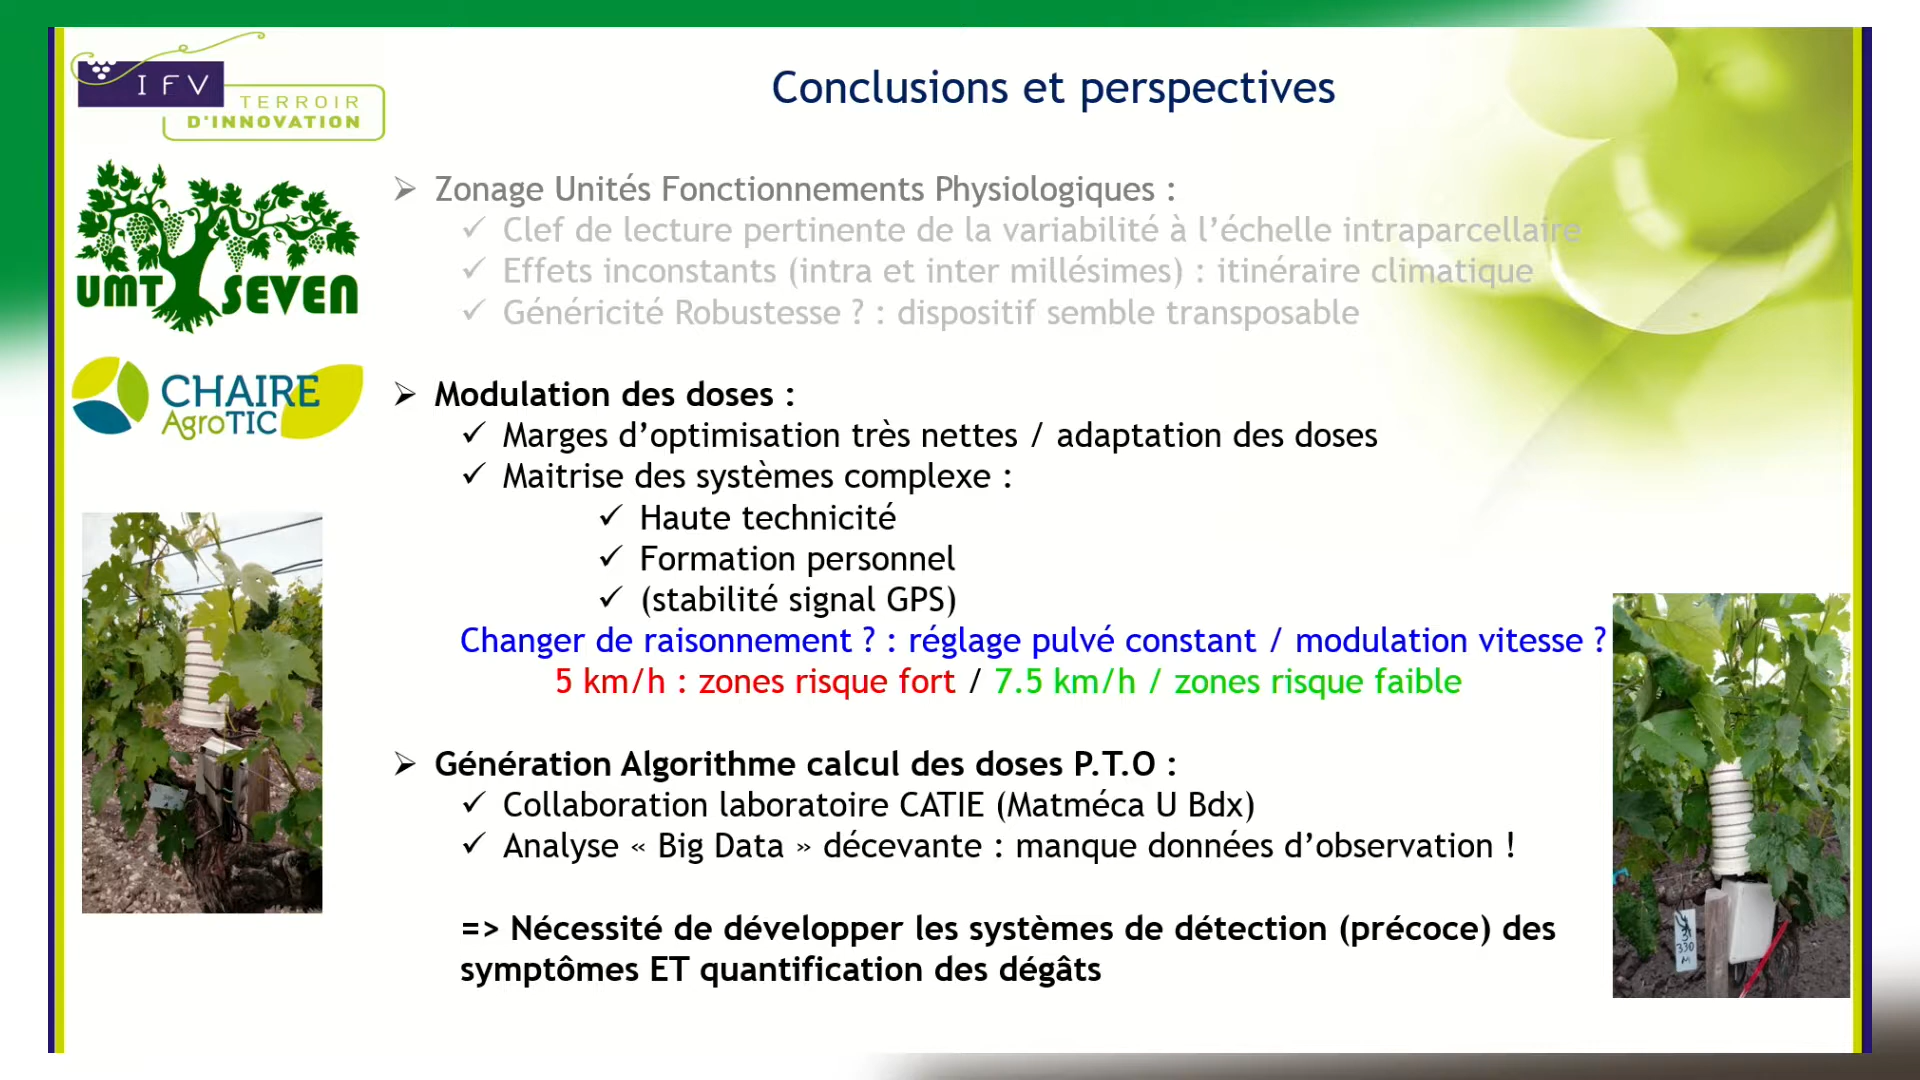 IFV
TERROIR
D'INNOVATION
Conclusions et perspectives
UMT SEVEN
CHAIRE
AgroTIC
➢ Zonage Unités Fonctionnements Physiologiques :
✓ Clef de lecture pertinente de la variabilité à l’échelle intraparcellaire
✓ Effets inconstants (intra et inter millésimes) : itinéraire climatique
✓ Généricité Robustesse ? : dispositif semble transposable
➢ Modulation des doses :
✓ Marges d’optimisation très nettes / adaptation des doses
✓ Maitrise des systèmes complexe :
✓ Haute technicité
✓ Formation personnel
✓ (stabilité signal GPS)
Changer de raisonnement ? : réglage pulvé constant / modulation vitesse ?
5 km/h : zones risque fort / 7.5 km/h / zones risque faible
➢ Génération Algorithme calcul des doses P.T.O :
✓ Collaboration laboratoire CATIE (Matméca U Bdx)
✓ Analyse « Big Data » décevante : manque données d’observation !
=> Nécessité de développer les systèmes de détection (précoce) des
symptômes ET quantification des dégâts
330
M